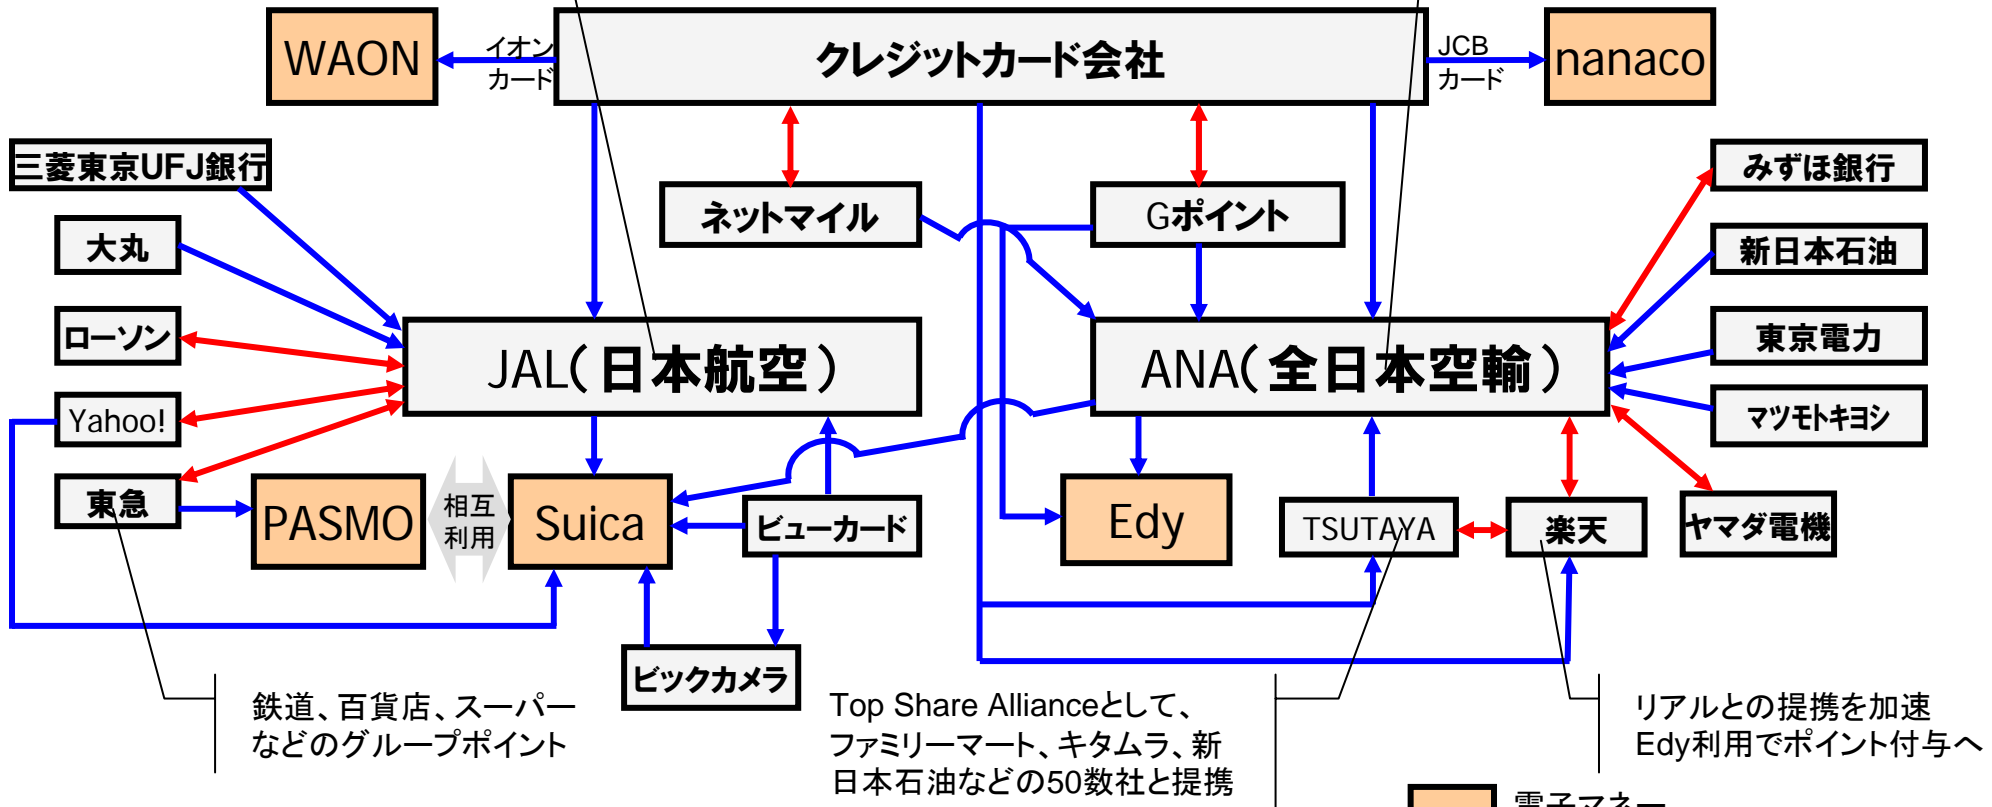 WAON
イオン
カード
クレジットカード会社
JCB
カード
nanaco
三菱東京UFJ銀行
大丸
ローソン
Yahoo!
東急
ネットマイル
Gポイント
みずほ銀行
新日本石油
東京電力
マツモトキヨシ
JAL(日本航空)
ANA(全日本空輸)
PASMO
相互
利用
Suica
ビューカード
Edy
TSUTAYA
楽天
ヤマダ電機
ビックカメラ
鉄道、百貨店、スーパー
などのグループポイント
Top Share Allianceとして、
ファミリーマート、キタムラ、新
日本石油などの50数社と提携
リアルとの提携を加速
Edy利用でポイント付与へ
電子マネー